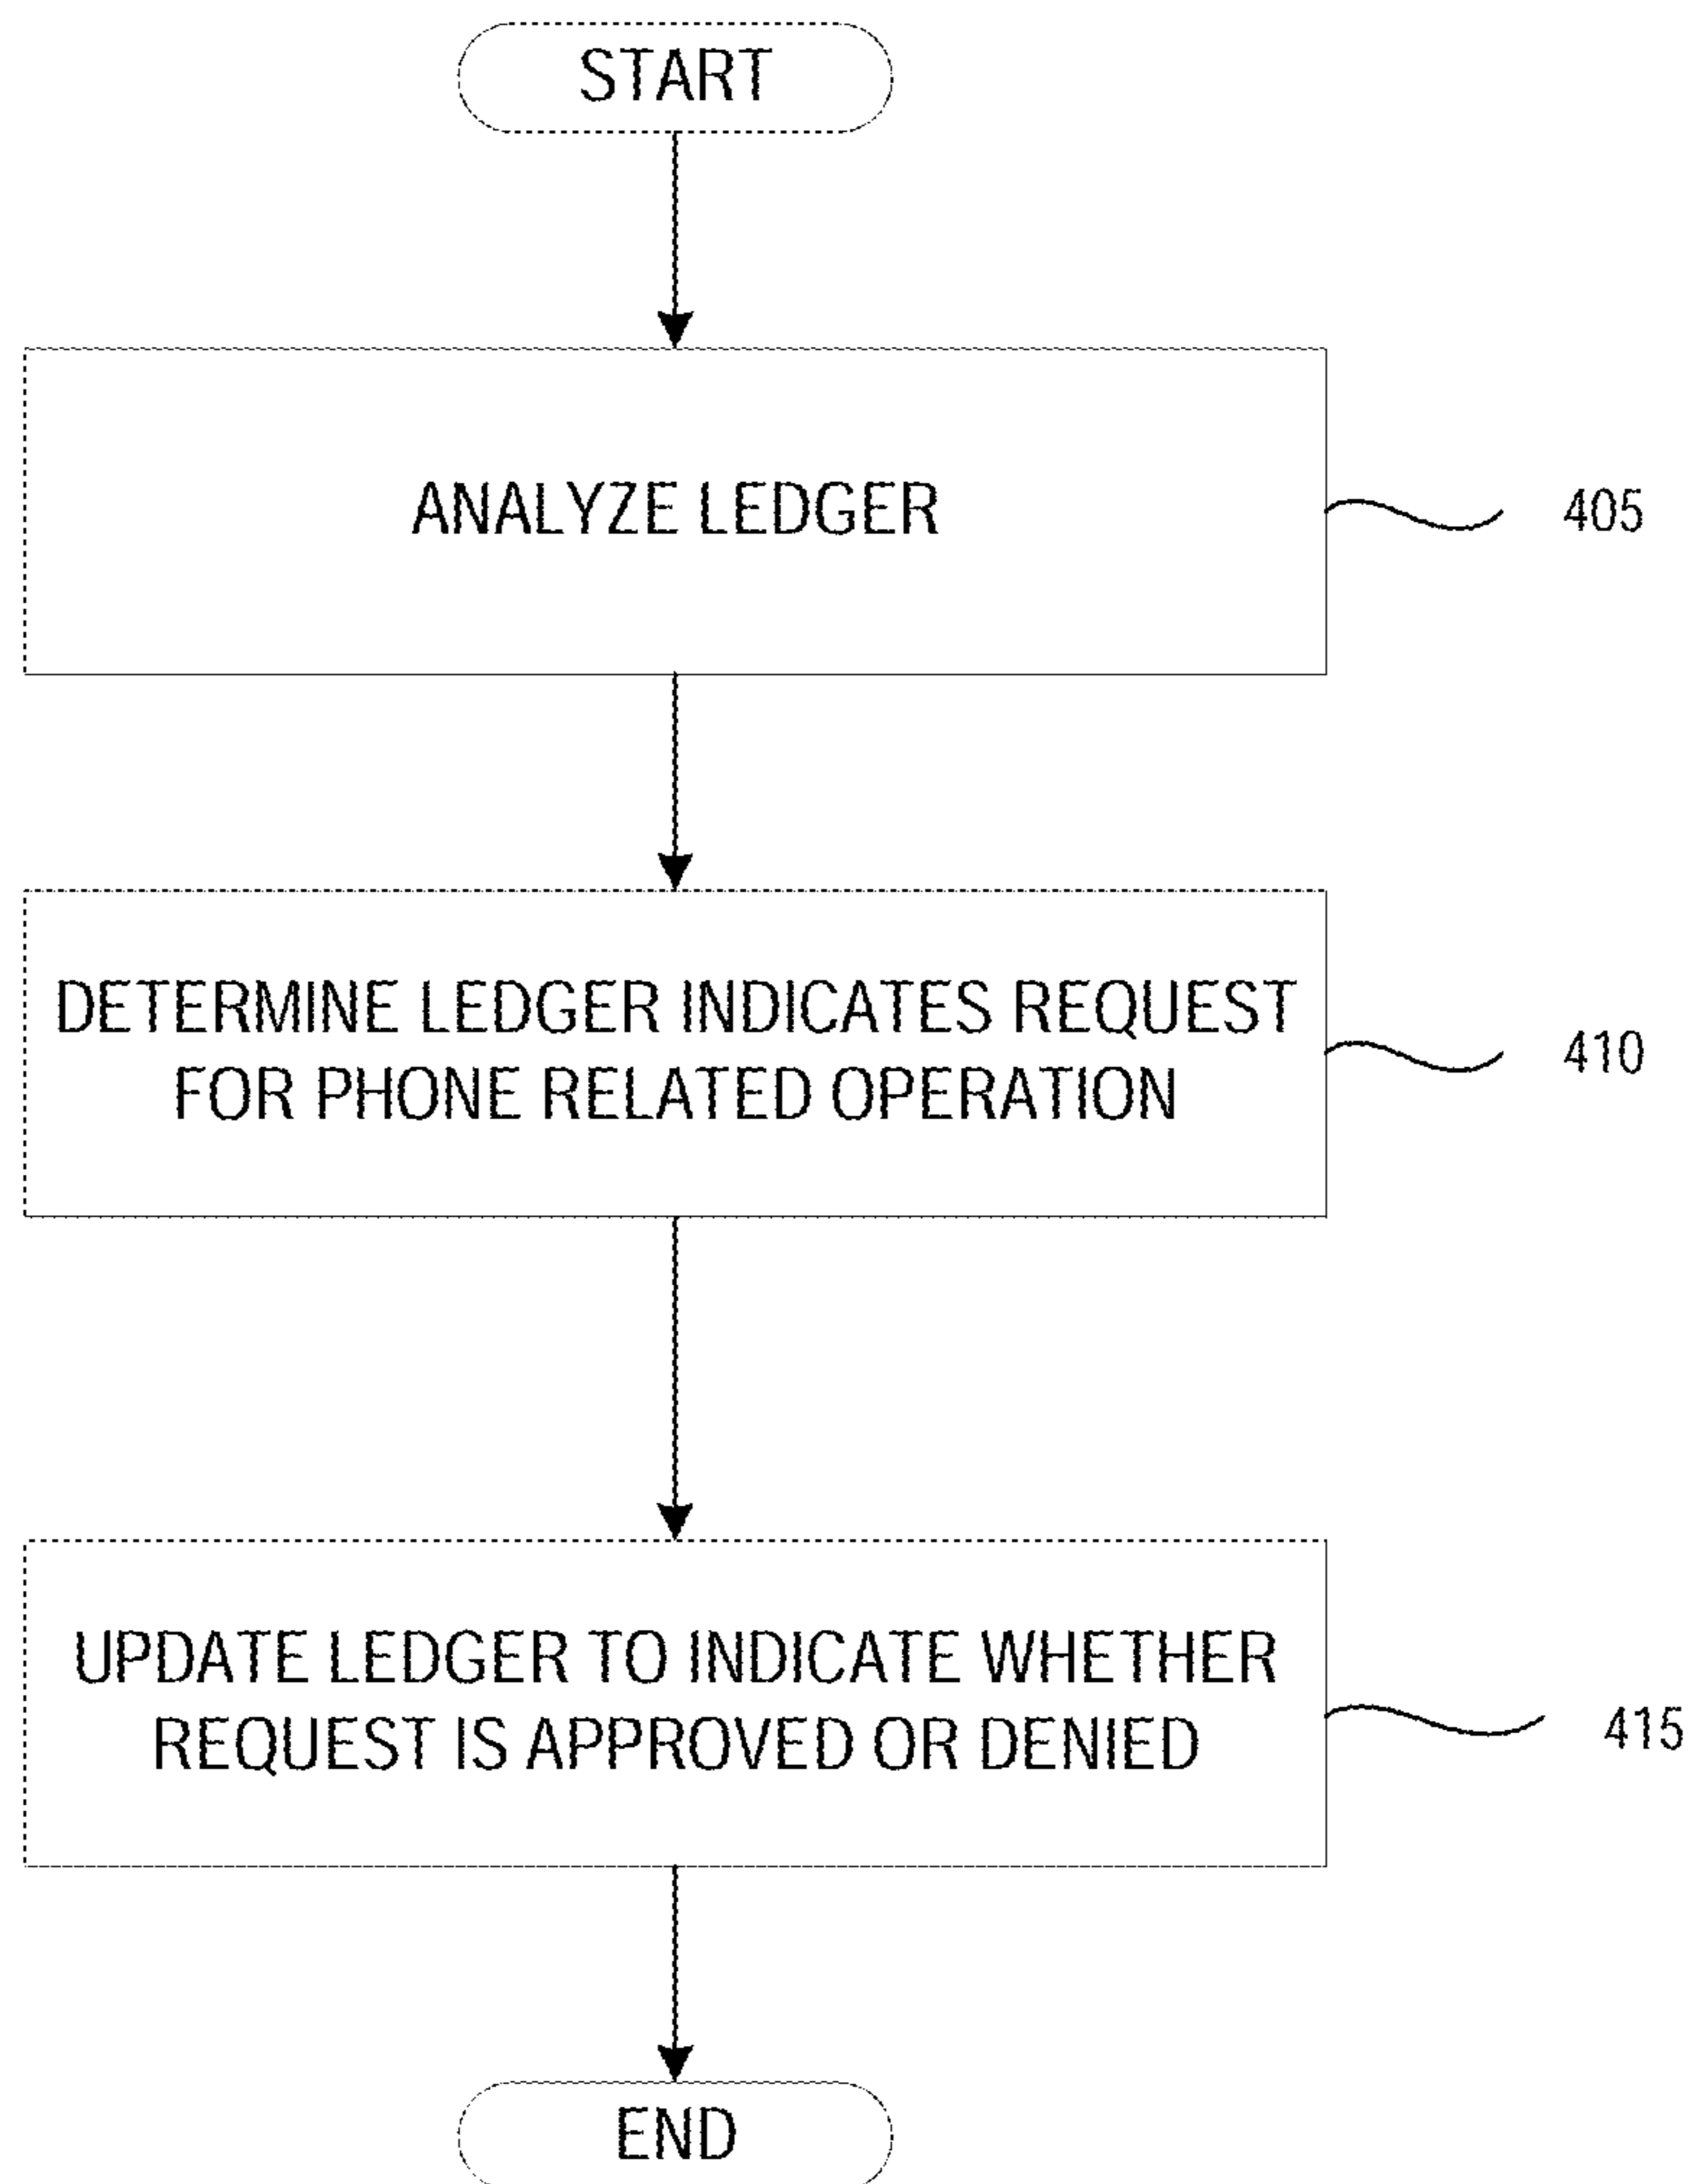 START
ANALYZE LEDGER
405
DETERMINE LEDGER INDICATES REQUEST
FOR PHONE RELATED OPERATION
410
UPDATE LEDGER TO INDICATE WHETHER
REQUEST IS APPROVED OR DENIED
415
END